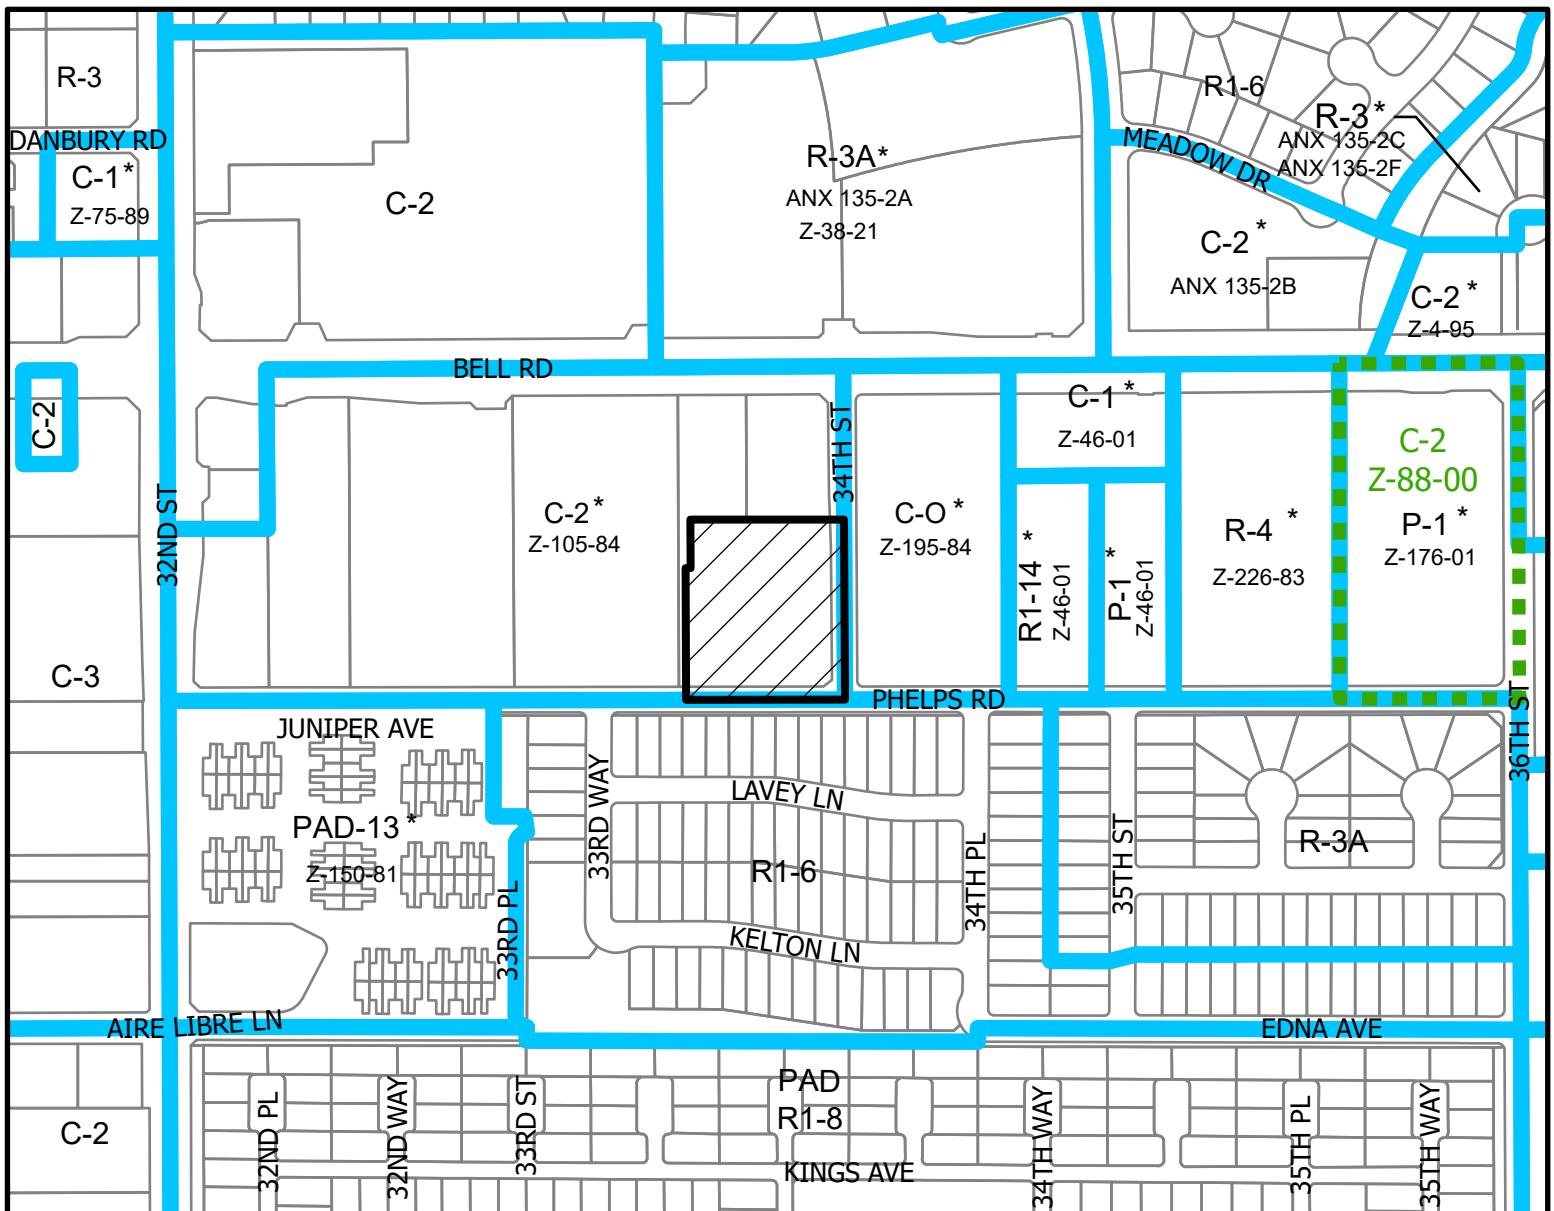 R-3
R1-6
R-3 *
ANX 135-2C
ANX 135-2F
DANBURY RD
MEADOW DR
C-1 *
Z-75-89
C-2
R-3A *
ANX 135-2A
Z-38-21
C-2 *
ANX 135-2B
C-2 *
Z-4-95
BELL RD
C-2
32ND ST
34TH ST
C-1 *
Z-46-01
C-2
Z-88-00
P-1 *
Z-176-01
C-2 *
Z-105-84
C-O *
Z-195-84
R1-14 *
Z-46-01
P-1 *
Z-46-01
R-4 *
Z-226-83
C-3
PHELPS RD
36TH ST
JUNIPER AVE
33RD WAY
LAVEY LN
PAD-13 *
Z-150-81
R1-6
34TH PL
35TH ST
R-3A
33RD PL
KELTON LN
AIRE LIBRE LN
EDNA AVE
PAD
R1-8
C-2
32ND PL
32ND WAY
33RD ST
34TH WAY
35TH PL
35TH WAY
KINGS AVE